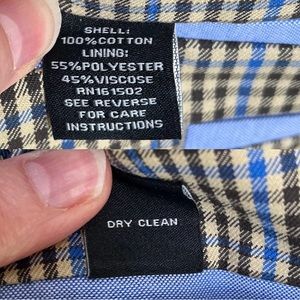 SHELL:
100%COTTON
LINING:
55%POLYESTER
45%VISCOSE
RN161502
SEE REVERSE
FOR CARE
INSTRUCTIONS
DRY CLEAN